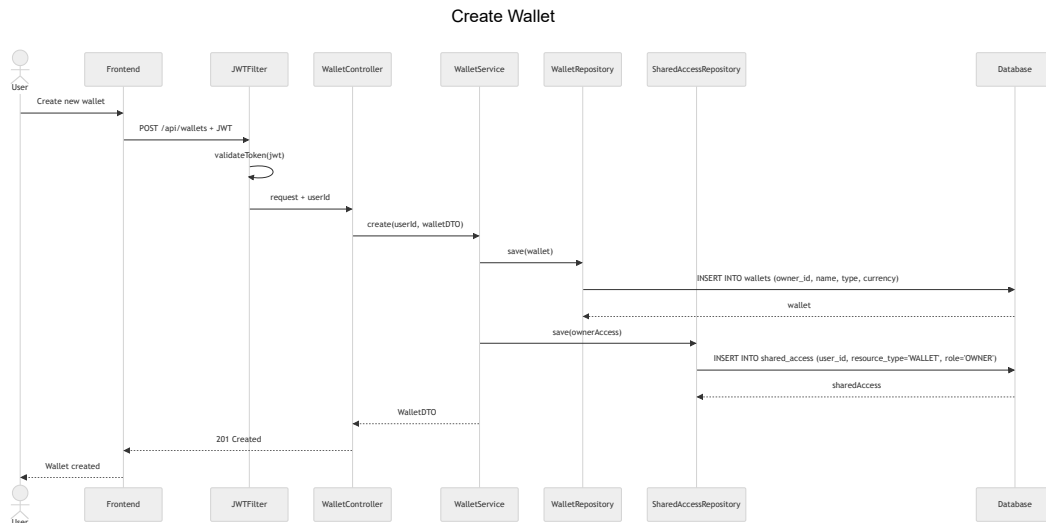 Create Wallet
User
Frontend
JWTFilter
WalletController
WalletService
WalletRepository
SharedAccessRepository
Database
Create new wallet
POST /api/wallets + JWT
validateToken(jwt)
request + userId
create(userId, walletDTO)
save(wallet)
INSERT INTO wallets (owner_id, name, type, currency)
wallet
save(ownerAccess)
INSERT INTO shared_access (user_id, resource_type='WALLET', role='OWNER')
sharedAccess
WalletDTO
201 Created
Wallet created
User
Frontend
JWTFilter
WalletController
WalletService
WalletRepository
SharedAccessRepository
Database